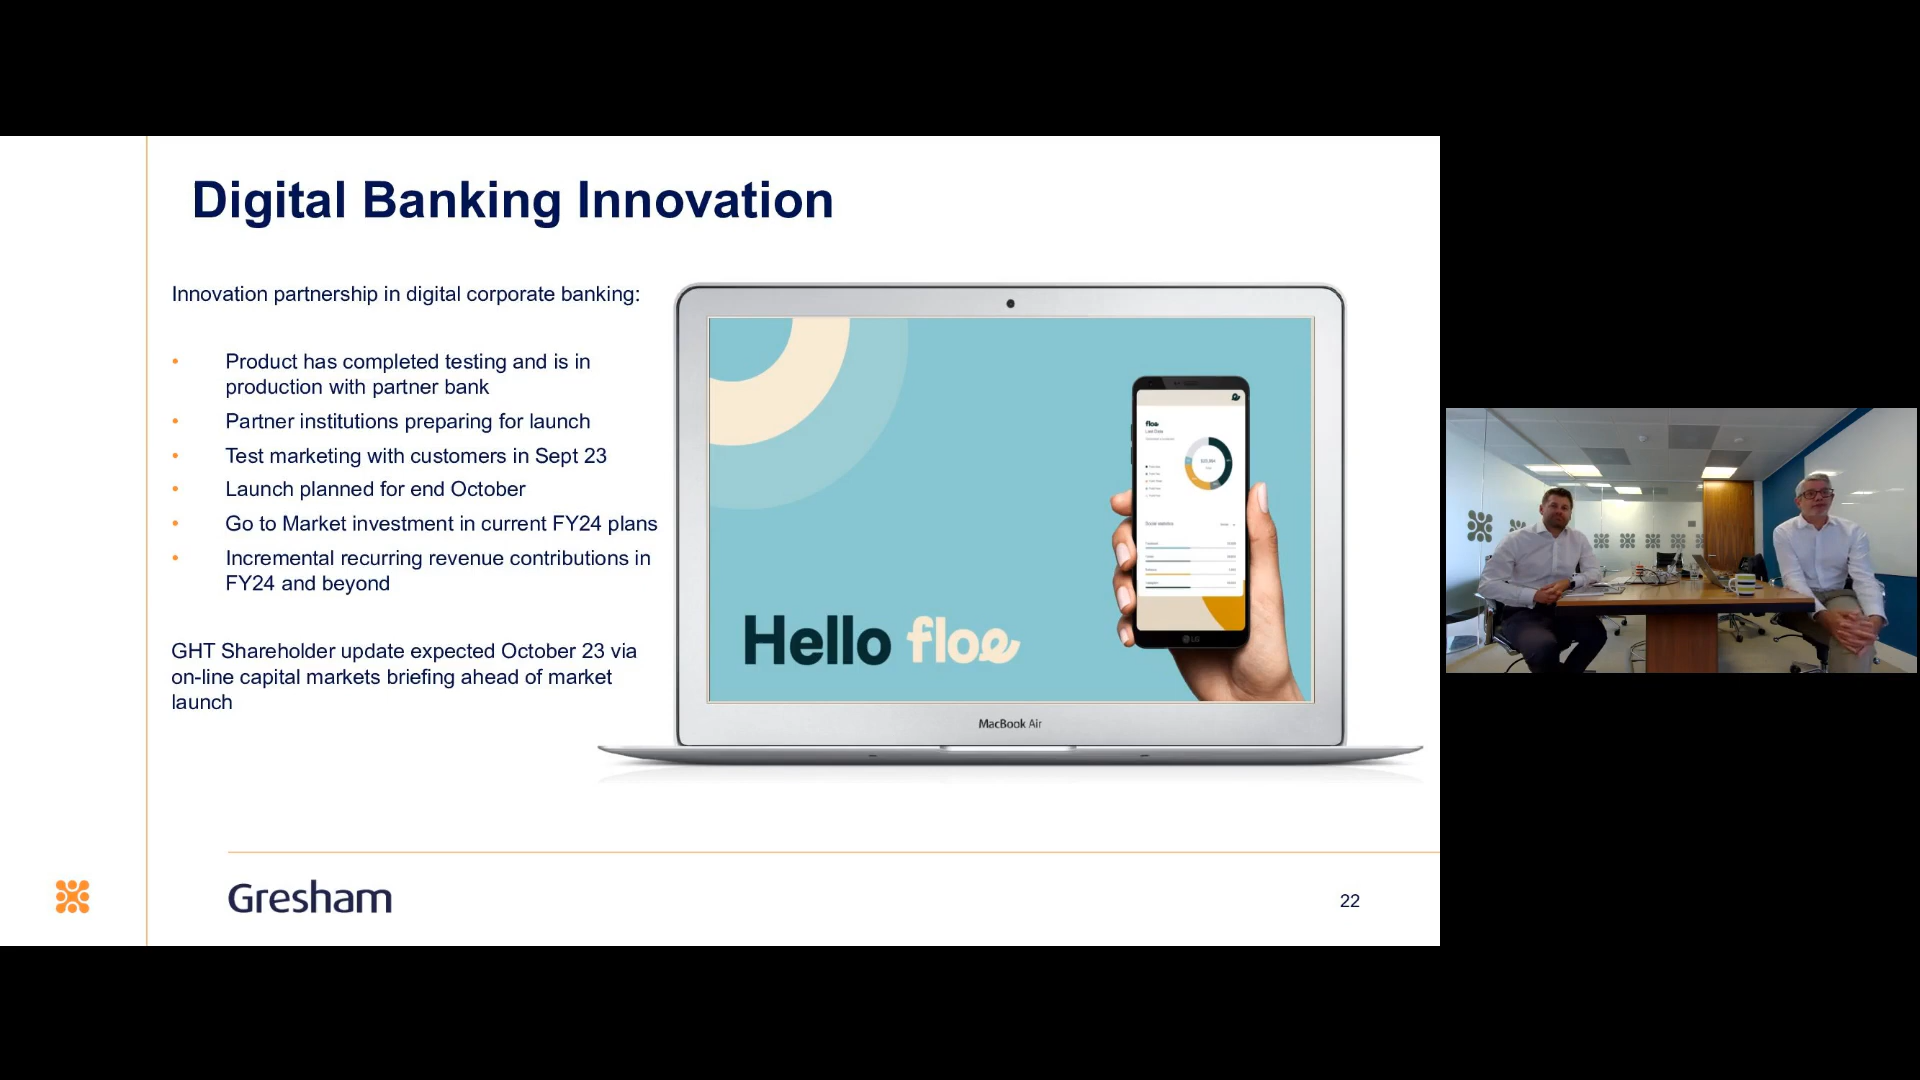 Digital Banking Innovation
Innovation partnership in digital corporate banking:
• Product has completed testing and is in
production with partner bank
• Partner institutions preparing for launch
• Test marketing with customers in Sept 23
• Launch planned for end October
• Go to Market investment in current FY24 plans
• Incremental recurring revenue contributions in
FY24 and beyond
GHT Shareholder update expected October 23 via
on-line capital markets briefing ahead of market
launch
floe
Hello floe
LG
MacBook Air
Gresham
22